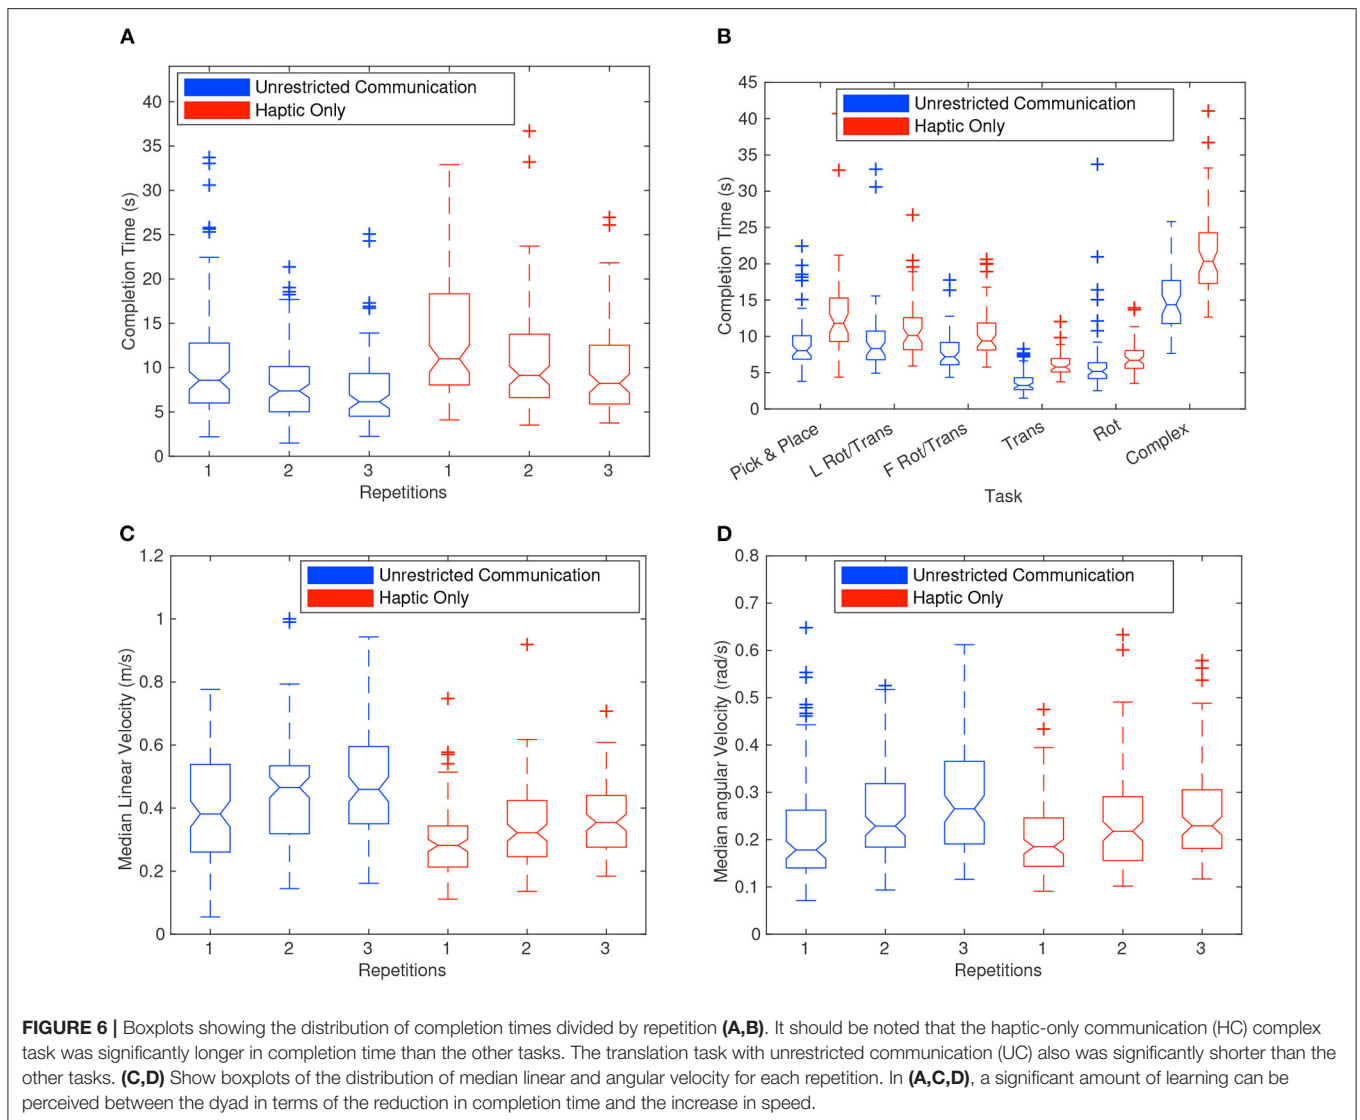 A
Unrestricted Communication
Haptic Only
40
35
30
25
20
15
10
5
0
Completion Time (s)
1 2 3 1 2 3
Repetitions
B
Unrestricted Communication
Haptic Only
45
40
35
30
25
20
15
10
5
0
Completion Time (s)
Pick & Place L Rot/Trans F Rot/Trans Trans Rot Complex
Task
C
Unrestricted Communication
Haptic Only
1.2
1
0.8
0.6
0.4
0.2
0
Median Linear Velocity (m/s)
1 2 3 1 2 3
Repetitions
D
Unrestricted Communication
Haptic Only
0.8
0.7
0.6
0.5
0.4
0.3
0.2
0.1
0
Median angular Velocity (rad/s)
1 2 3 1 2 3
Repetitions
FIGURE 6 | Boxplots showing the distribution of completion times divided by repetition (A,B). It should be noted that the haptic-only communication (HC) complex
task was significantly longer in completion time than the other tasks. The translation task with unrestricted communication (UC) also was significantly shorter than the
other tasks. (C,D) Show boxplots of the distribution of median linear and angular velocity for each repetition. In (A,C,D), a significant amount of learning can be
perceived between the dyad in terms of the reduction in completion time and the increase in speed.